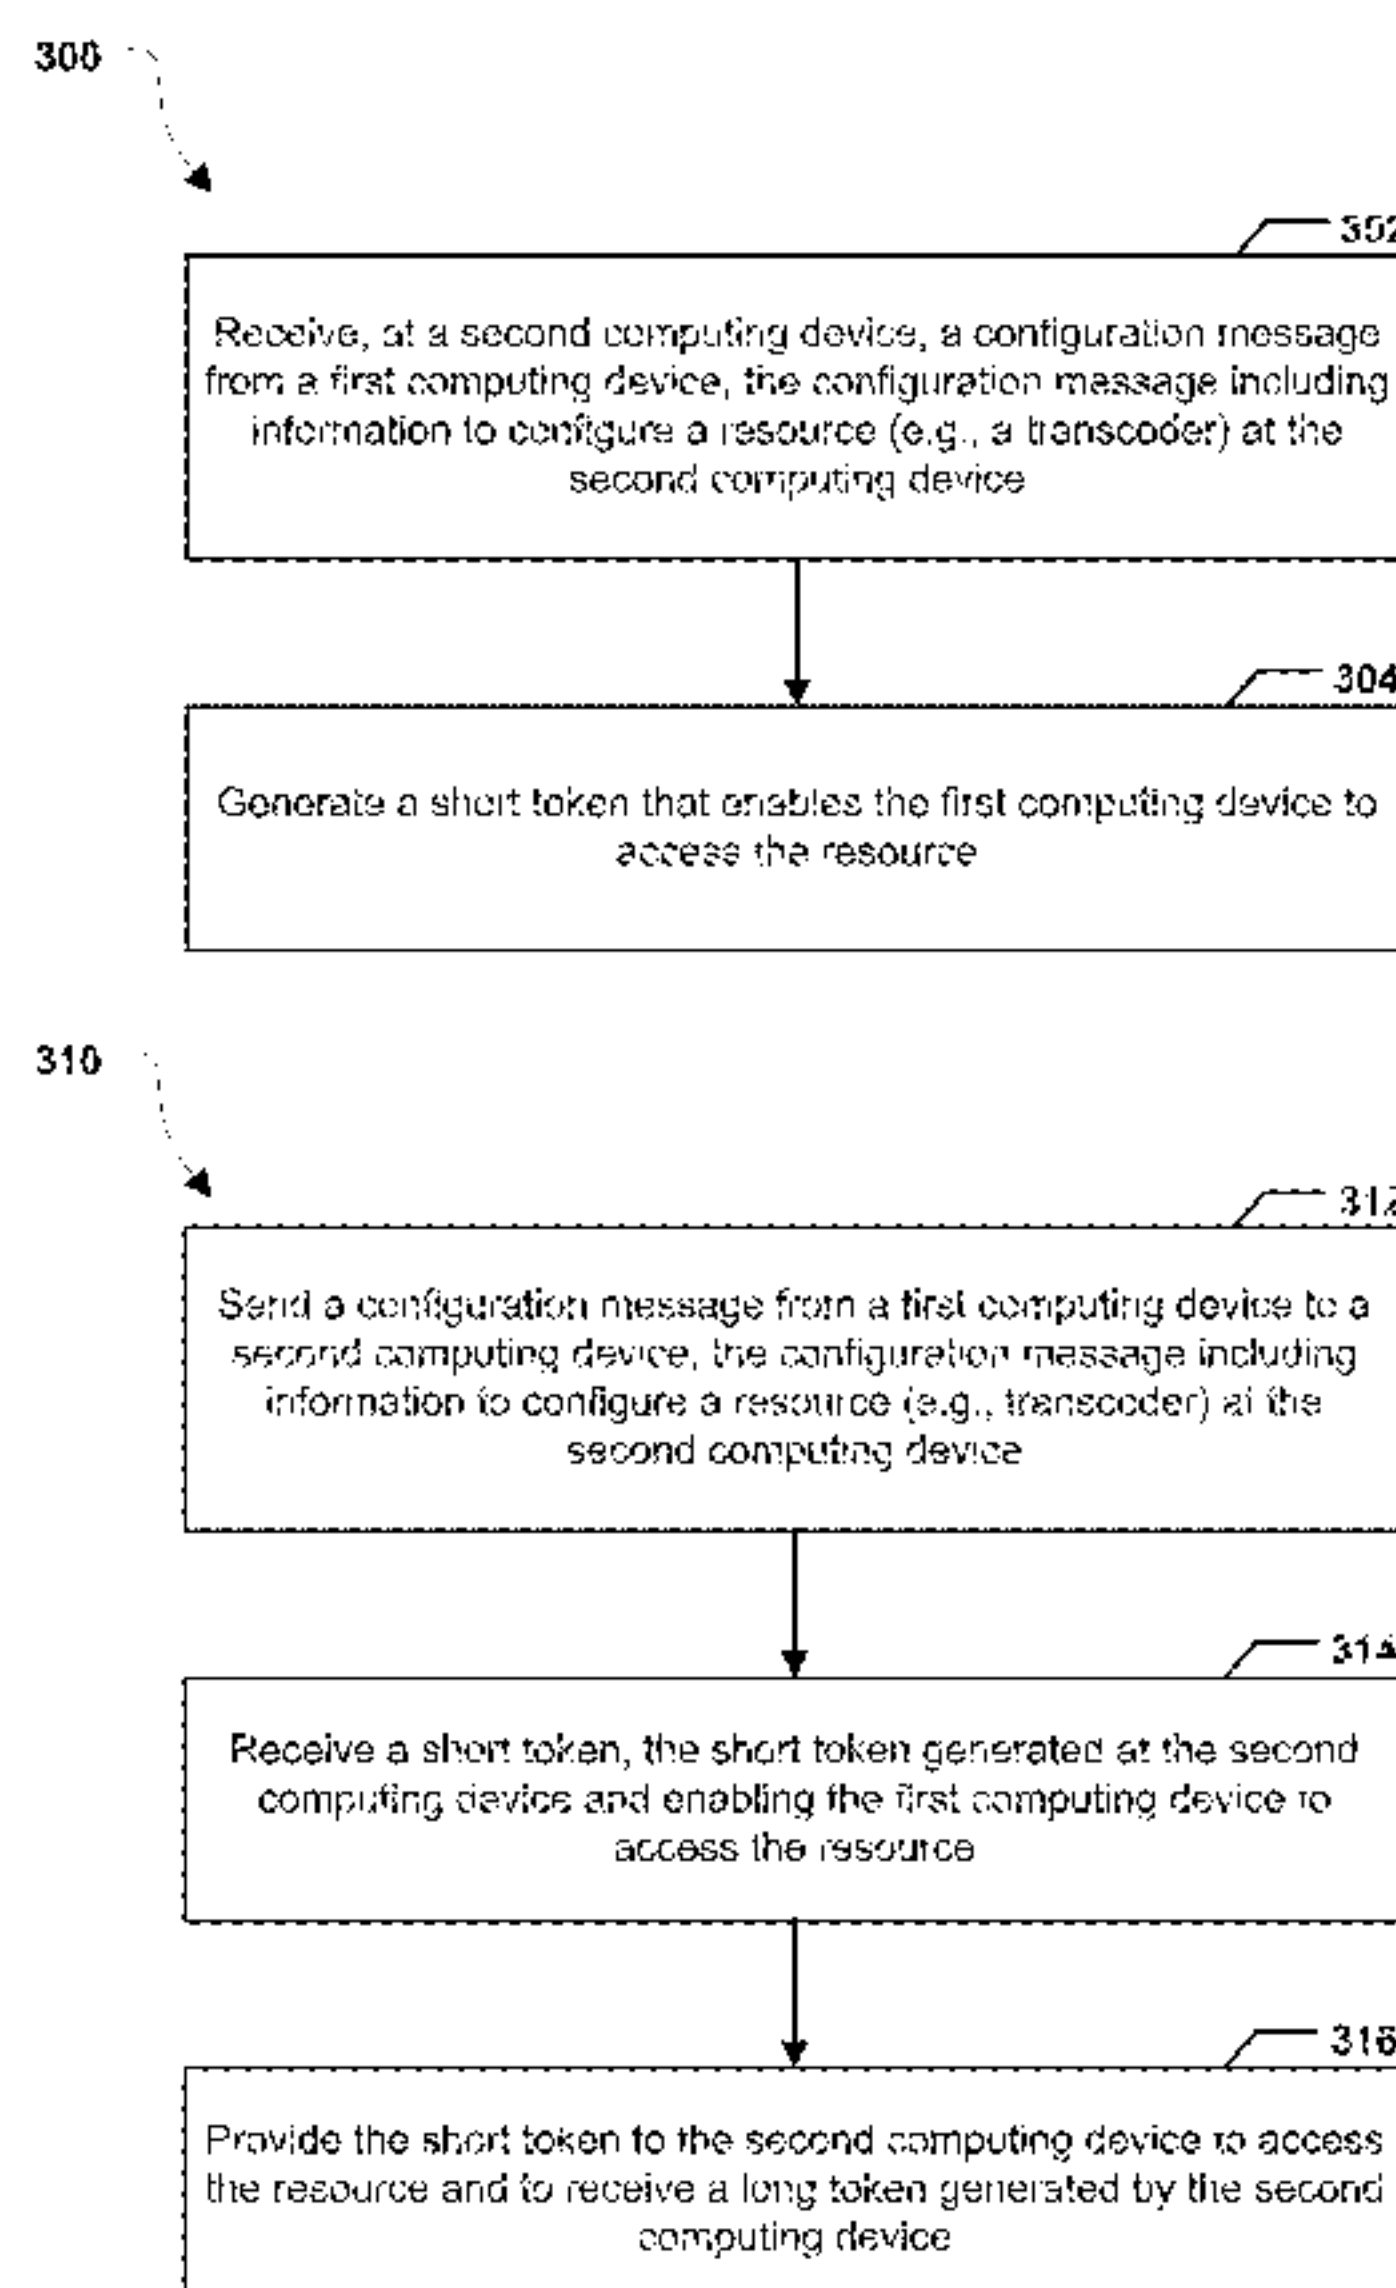 300
302
Receive, at a second computing device, a configuration message
from a first computing device, the configuration message including
information to configure a resource (e.g., a transcoder) at the
second computing device
304
Generate a short token that enables the first computing device to
access the resource
310
312
Send a configuration message from a first computing device to a
second computing device, the configuration message including
information to configure a resource (e.g., transcoder) at the
second computing device
314
Receive a short token, the short token generated at the second
computing device and enabling the first computing device to
access the resource
316
Provide the short token to the second computing device to access
the resource and to receive a long token generated by the second
computing device